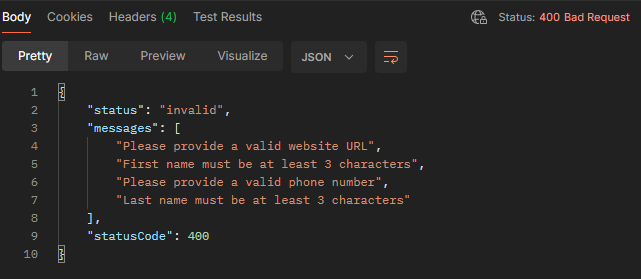 Body Cookies Headers (4) Test Results Status: 400 Bad Request
Pretty Raw Preview Visualize JSON
1 {
2 "status": "invalid",
3 "messages": [
4 "Please provide a valid website URL",
5 "First name must be at least 3 characters",
6 "Please provide a valid phone number",
7 "Last name must be at least 3 characters"
8 ],
9 "statusCode": 400
10 }